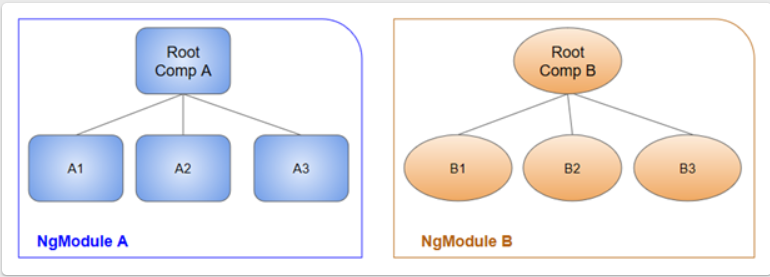 Root
Comp A
A1
A2
A3
NgModule A
Root
Comp B
B1
B2
B3
NgModule B